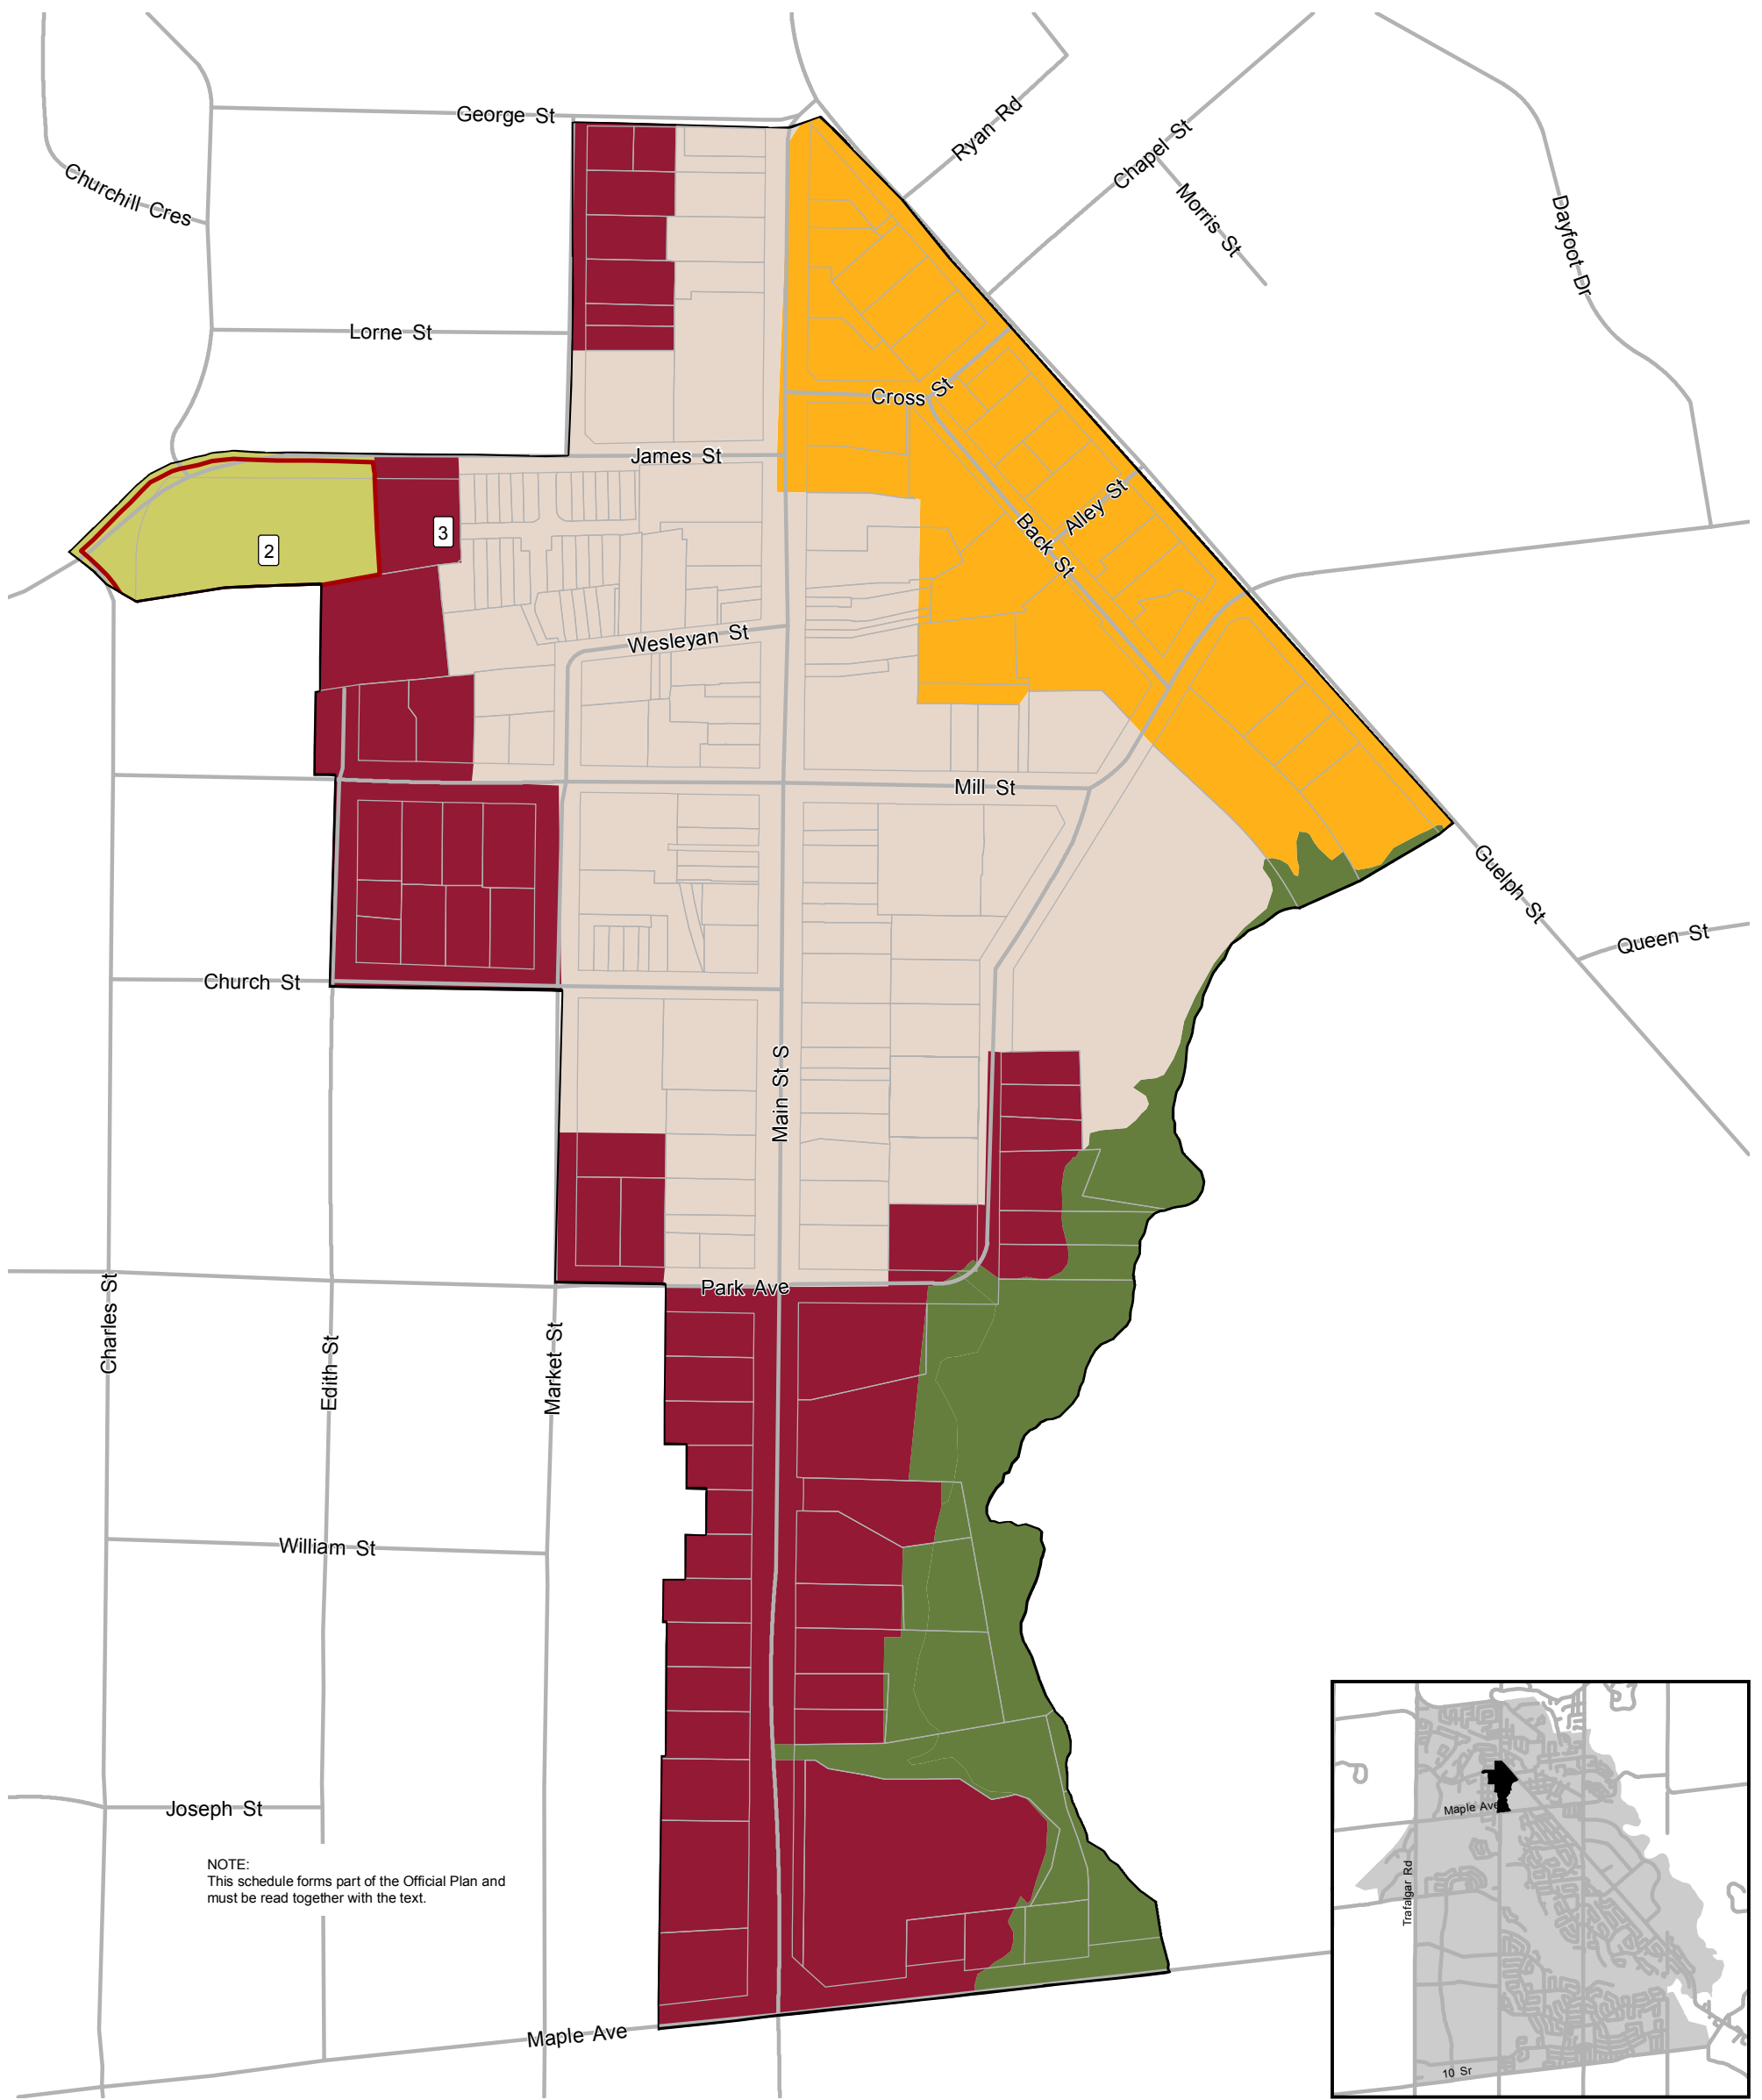 George St
Ryan Rd
Chapel St
Morris St
Churchill Cres
Dayfoot Dr
Lorne St
Cross St
James St
Alley St
Back St
3
2
Wesleyan St
Mill St
Guelph St
Queen St
Church St
Main St S
Park Ave
Charles St
Edith St
Market St
William St
Joseph St
NOTE:
This schedule forms part of the Official Plan and
must be read together with the text.
Maple Ave
Maple Ave
Trafalgar Rd
10 Sr